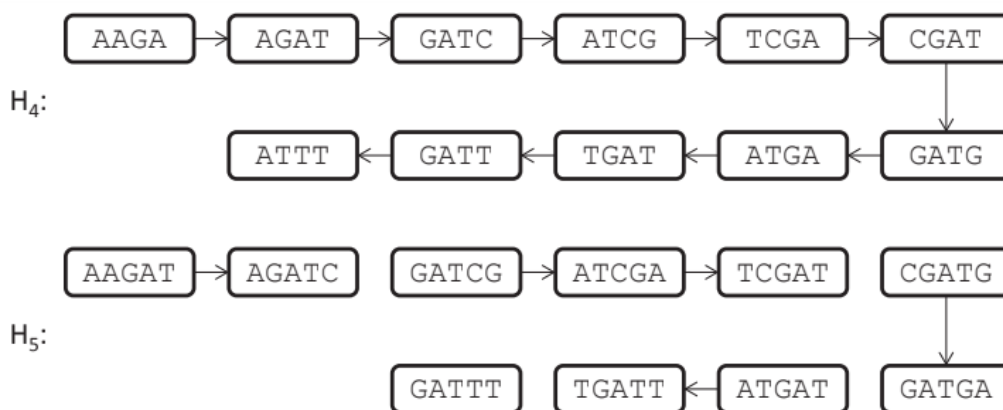 AAGA AGAT GATC ATCG TCGA CGAT
H4:
ATTT GATT TGAT ATGA GATG
AAGAT AGATC GATCG ATCGA TCGAT CGATG
H5:
GATTT TGATT ATGAT GATGA